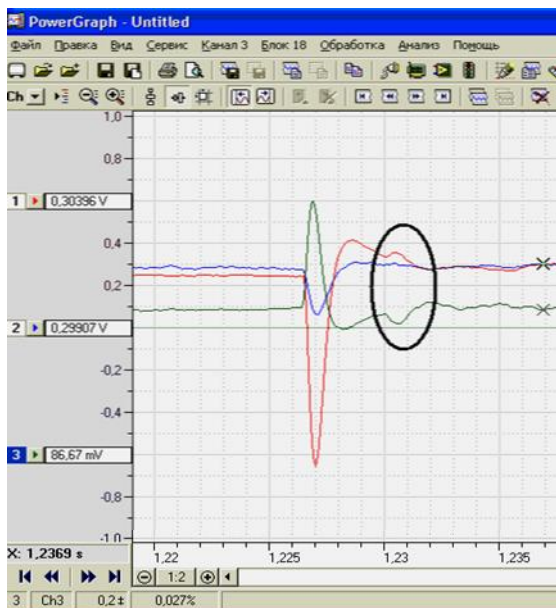 PowerGraph - Untitled
Файл Правка Вид Сервис Канал 3 Блок 18 Обработка Анализ Помощь
Ch
1,0
0,8
1 0,30396 V
0,4
0,2
2 0,29907 V
-0,2
-0,4
3 86,67 mV
-0,8
-1,0
X: 1,2369 s
1,22 1,225 1,23 1,235
1:2
3 Ch3 0,2 0,027%